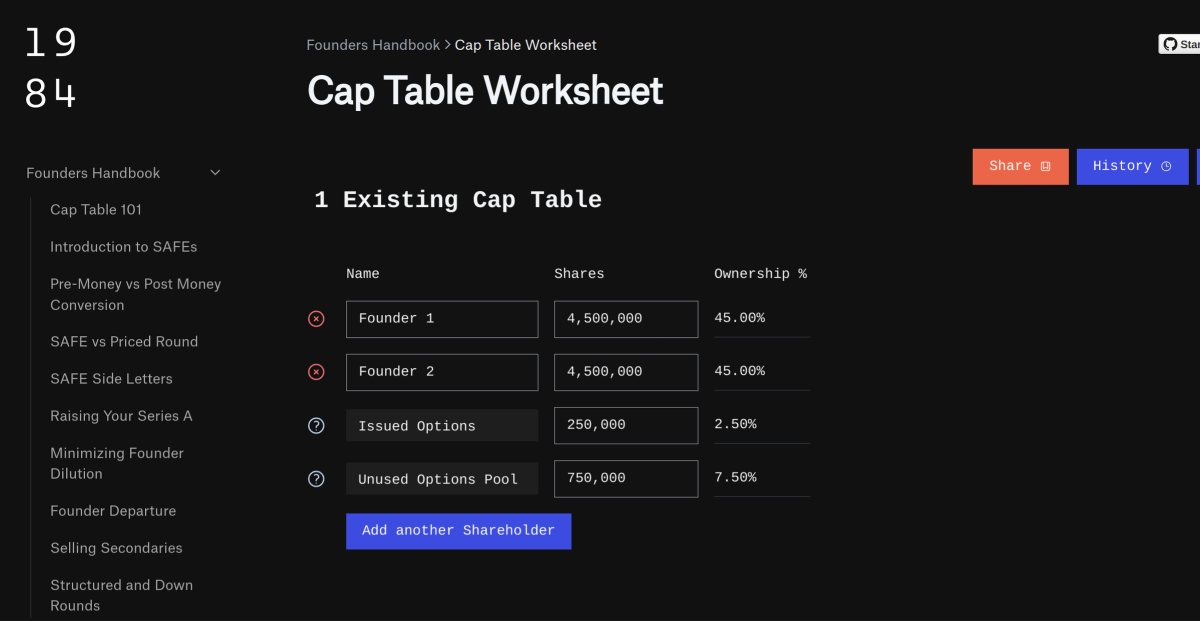 19
84
Founders Handbook > Cap Table Worksheet
Cap Table Worksheet
Share
History
Founders Handbook
Cap Table 101
Introduction to SAFEs
Pre-Money vs Post Money
Conversion
SAFE vs Priced Round
SAFE Side Letters
Raising Your Series A
Minimizing Founder
Dilution
Founder Departure
Selling Secondaries
Structured and Down
Rounds
1 Existing Cap Table
Name Shares Ownership %
Founder 1 4,500,000 45.00%
Founder 2 4,500,000 45.00%
Issued Options 250,000 2.50%
Unused Options Pool 750,000 7.50%
Add another Shareholder